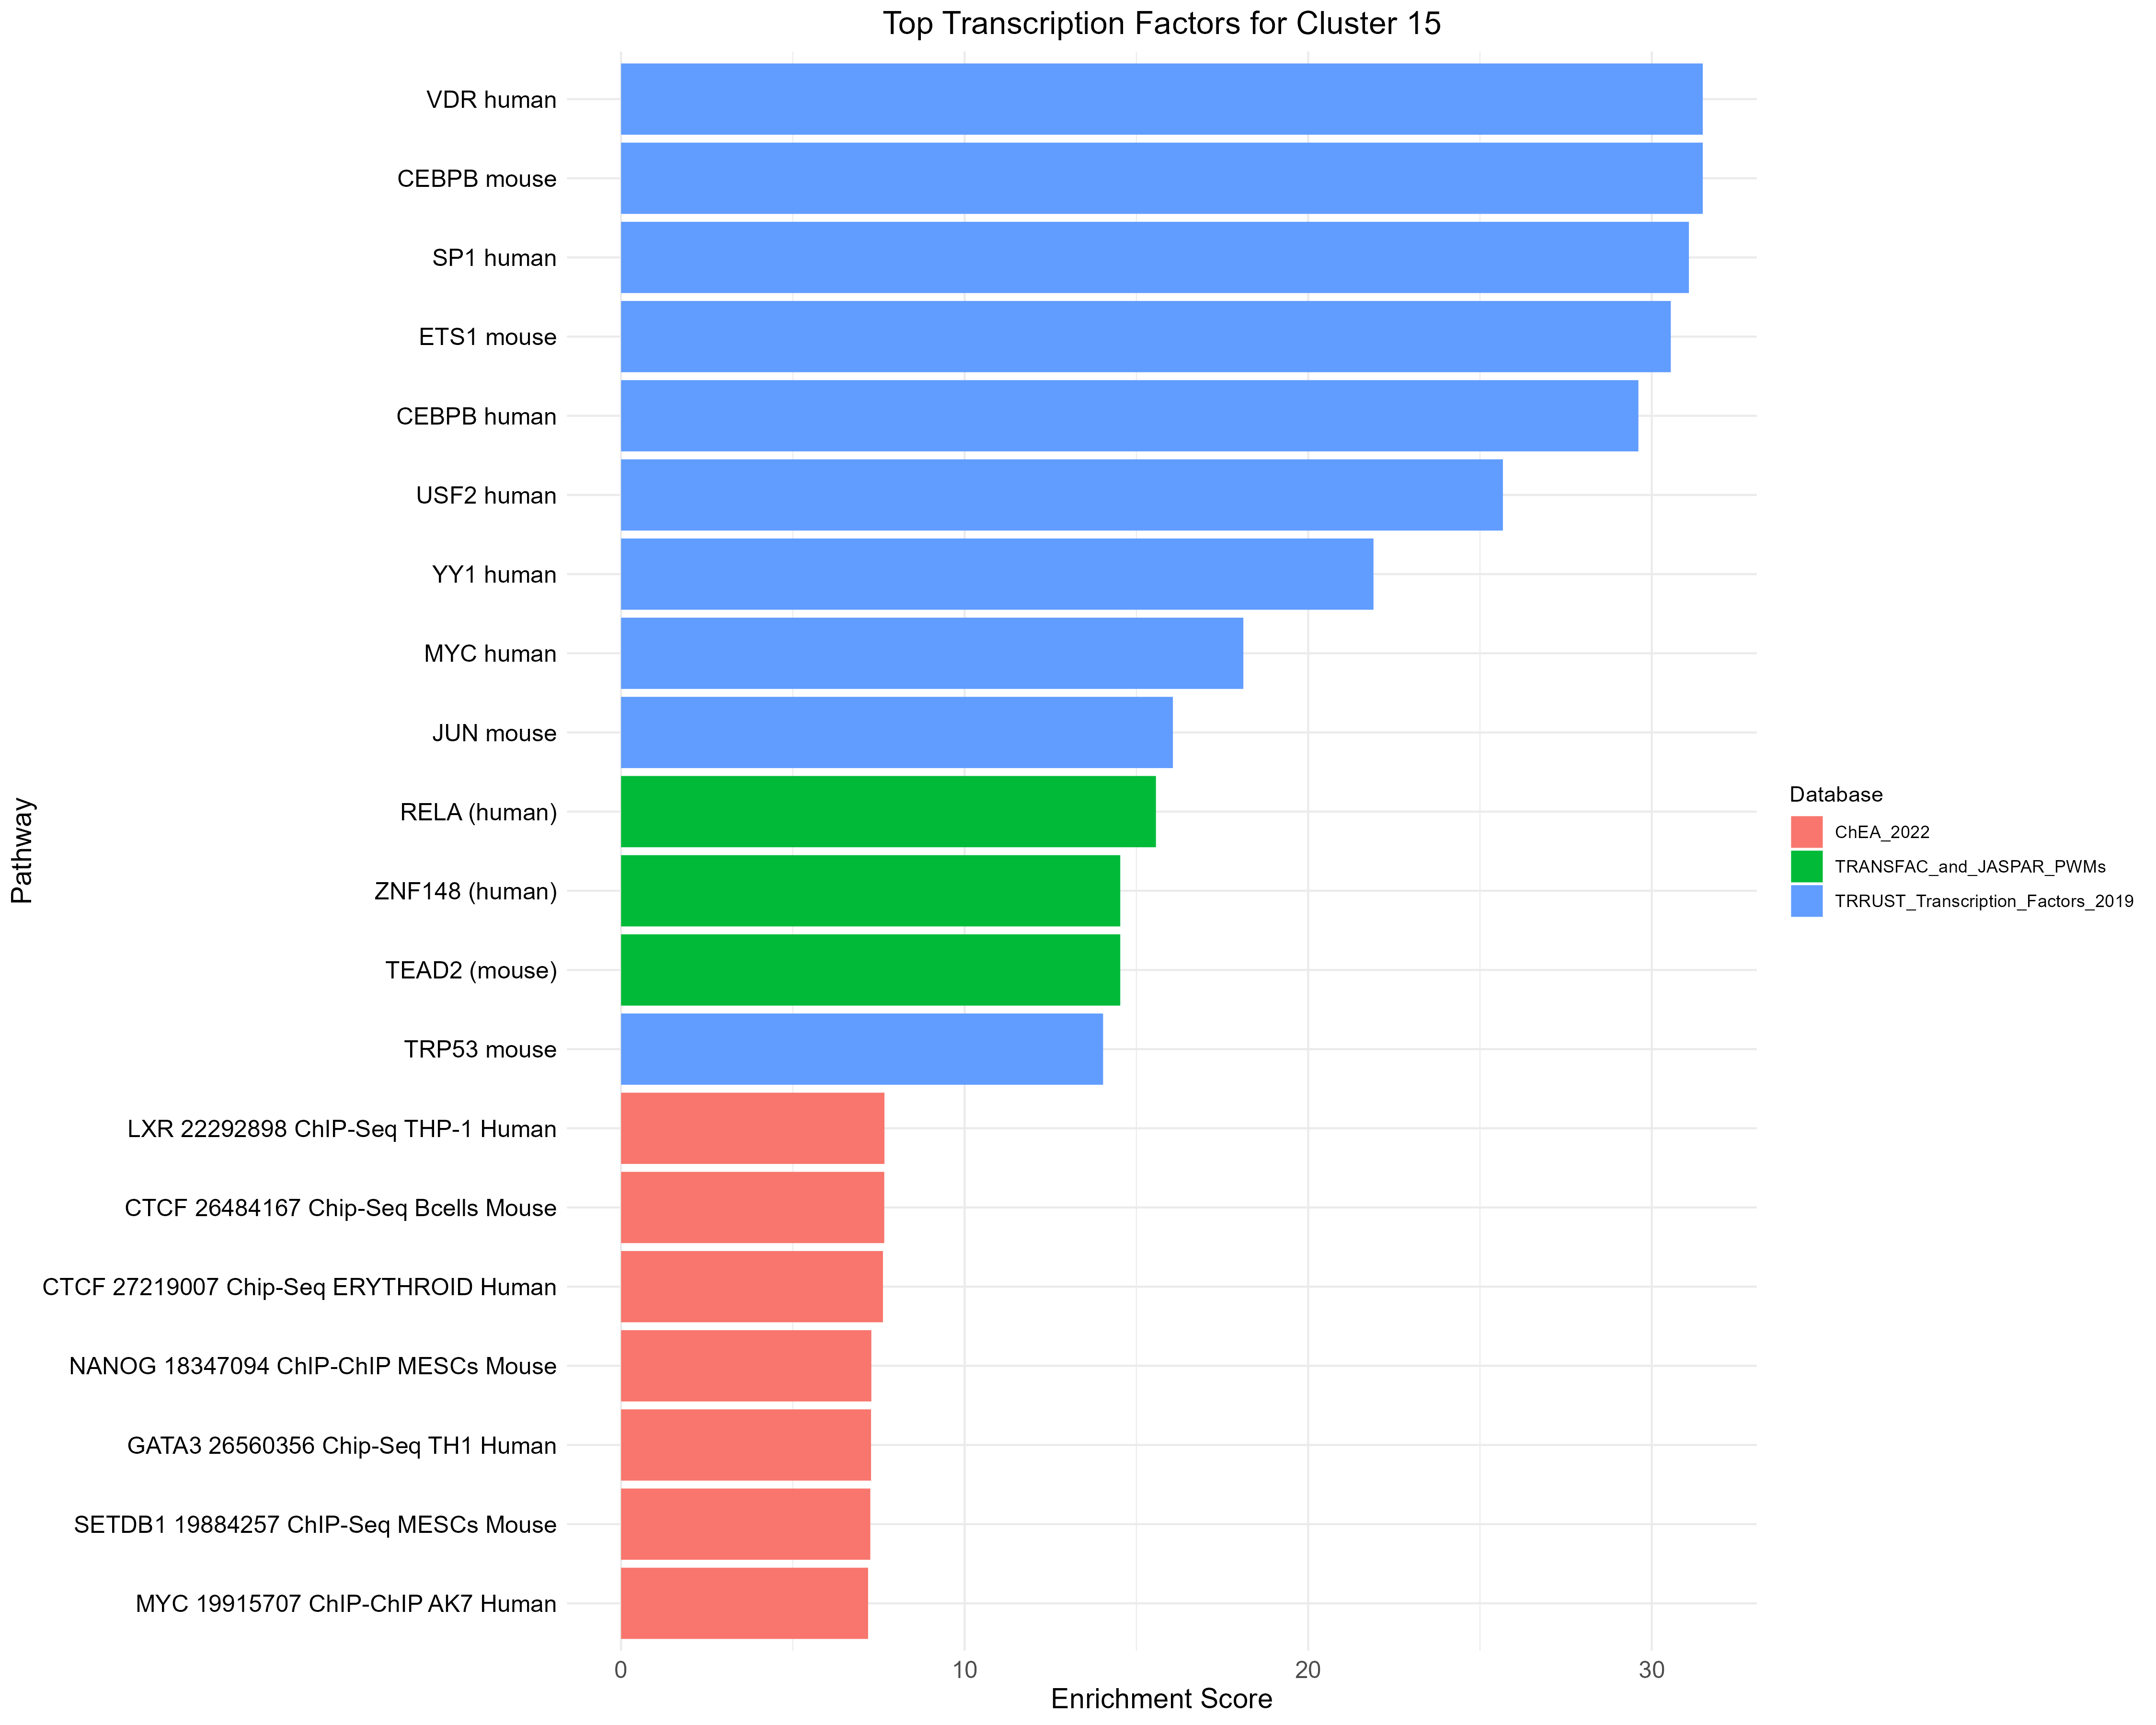 Top Transcription Factors for Cluster 15
VDR human
CEBPB mouse
SP1 human
ETS1 mouse
CEBPB human
USF2 human
YY1 human
MYC human
JUN mouse
RELA (human)
ZNF148 (human)
TEAD2 (mouse)
TRP53 mouse
LXR 22292898 ChIP-Seq THP-1 Human
CTCF 26484167 Chip-Seq Bcells Mouse
CTCF 27219007 Chip-Seq ERYTHROID Human
NANOG 18347094 ChIP-ChIP MESCs Mouse
GATA3 26560356 Chip-Seq TH1 Human
SETDB1 19884257 ChIP-Seq MESCs Mouse
MYC 19915707 ChIP-ChIP AK7 Human
Pathway
0 10 20 30
Enrichment Score
Database
ChEA_2022
TRANSFAC_and_JASPAR_PWMs
TRRUST_Transcription_Factors_2019